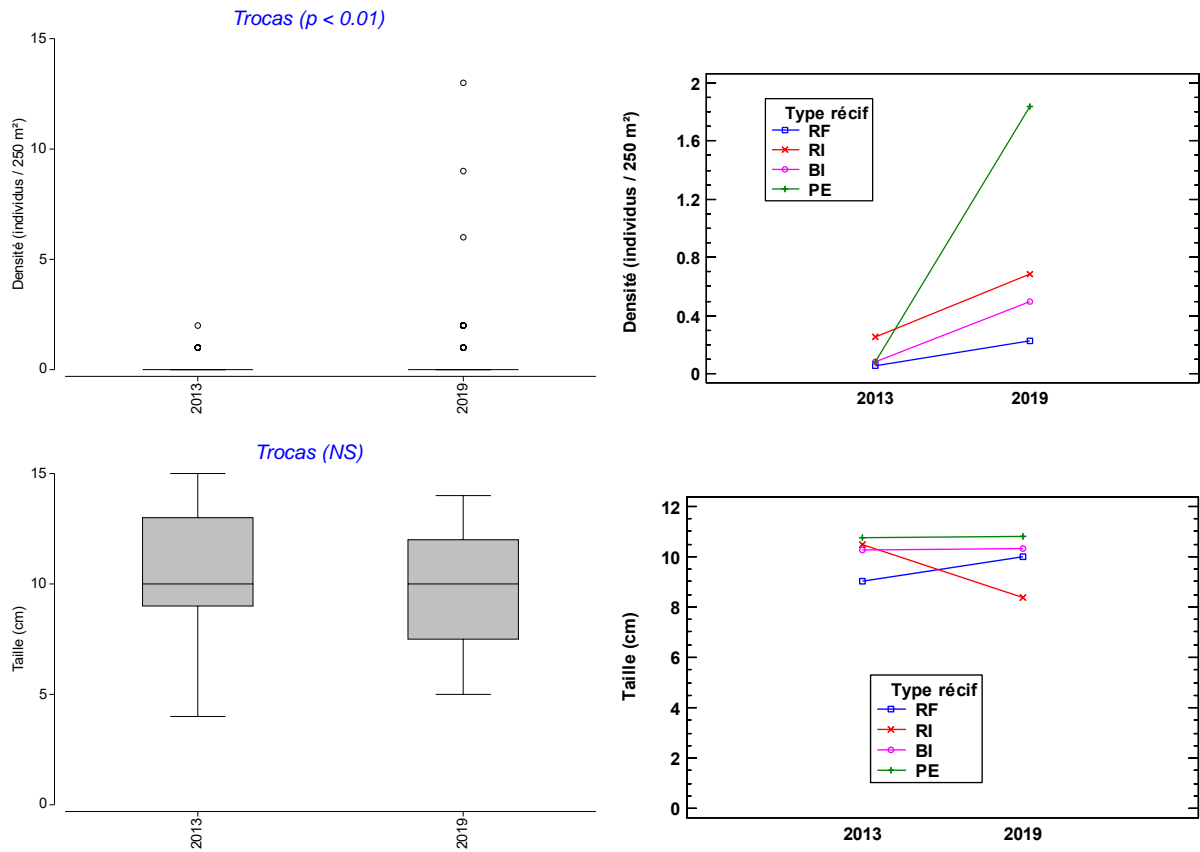 Trocas (p < 0.01)
Densité (individus / 250 m²)
15
10
5
0
2013
2019
Densité (individus / 250 m²)
2
1.6
1.2
0.8
0.4
0
Type récif
RF
RI
BI
PE
2013
2019
Trocas (NS)
Taille (cm)
15
10
5
0
2013
2019
Taille (cm)
12
10
8
6
4
2
0
Type récif
RF
RI
BI
PE
2013
2019